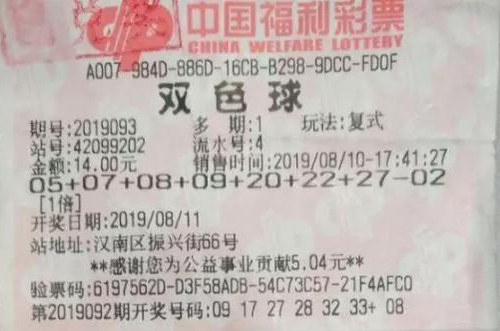 中国福利彩票
CHINA WELFARE LOTTERY
A007-984D-886D-16CB-B298-9DCC-FD0F
双色球
期号:2019093 多 期:1 玩法:复式
站号:42099202 流水号:4
金额:14.00元 销售时间:2019/08/10-17:41:27
05+07+08+09+20+22+27-02
[1倍]
开奖日期:2019/08/11
站地址:汉南区振兴街66号
**感谢您为公益事业贡献5.04元**
验票码:6197562D-D3F58ADB-54C73C57-21F4AFC0
第2019092期开奖号码:09 17 27 28 32 33+ 08